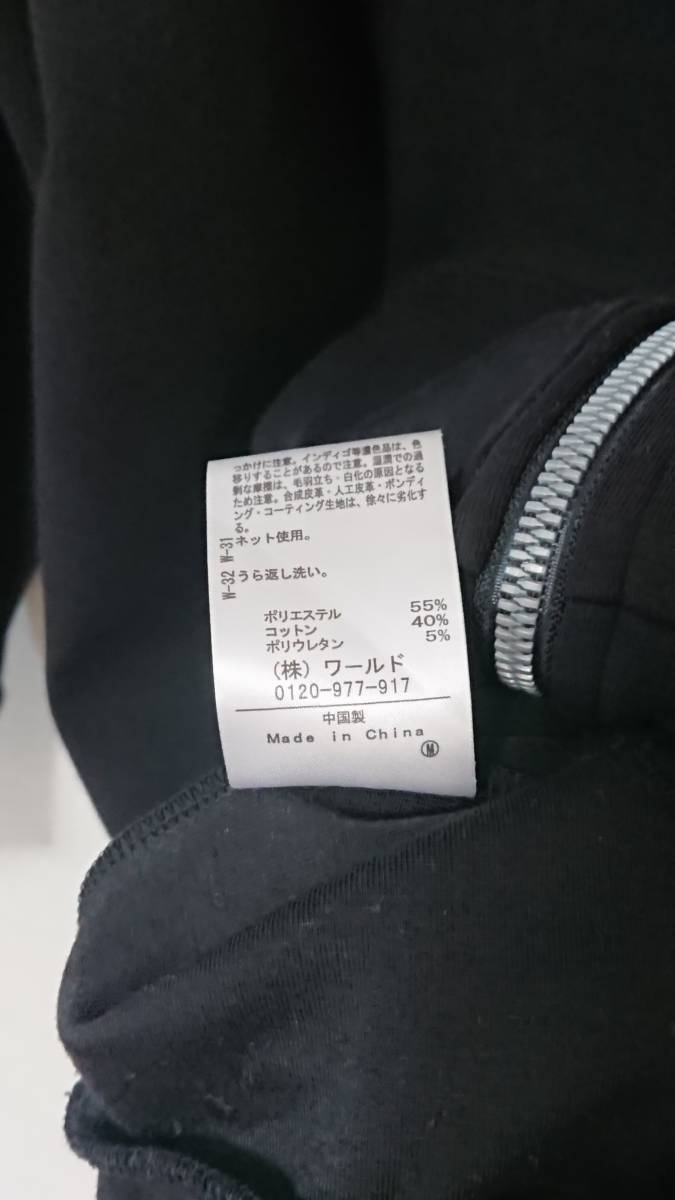 っかけに注意。インディゴ等濃色品は、色
移りすることがあるので注意。湿潤での過
剰な摩擦は、毛羽立ち・白化の原因となる
ため注意。合成皮革・人工皮革・ボンディ
ング・コーティング生地は、徐々に劣化す
る。
W-31 ネット使用。
W-32 うら返し洗い。
ポリエステル 55%
コットン 40%
ポリウレタン 5%
(株) ワールド
0120-977-917
中国製
Made in China
Ⓜ